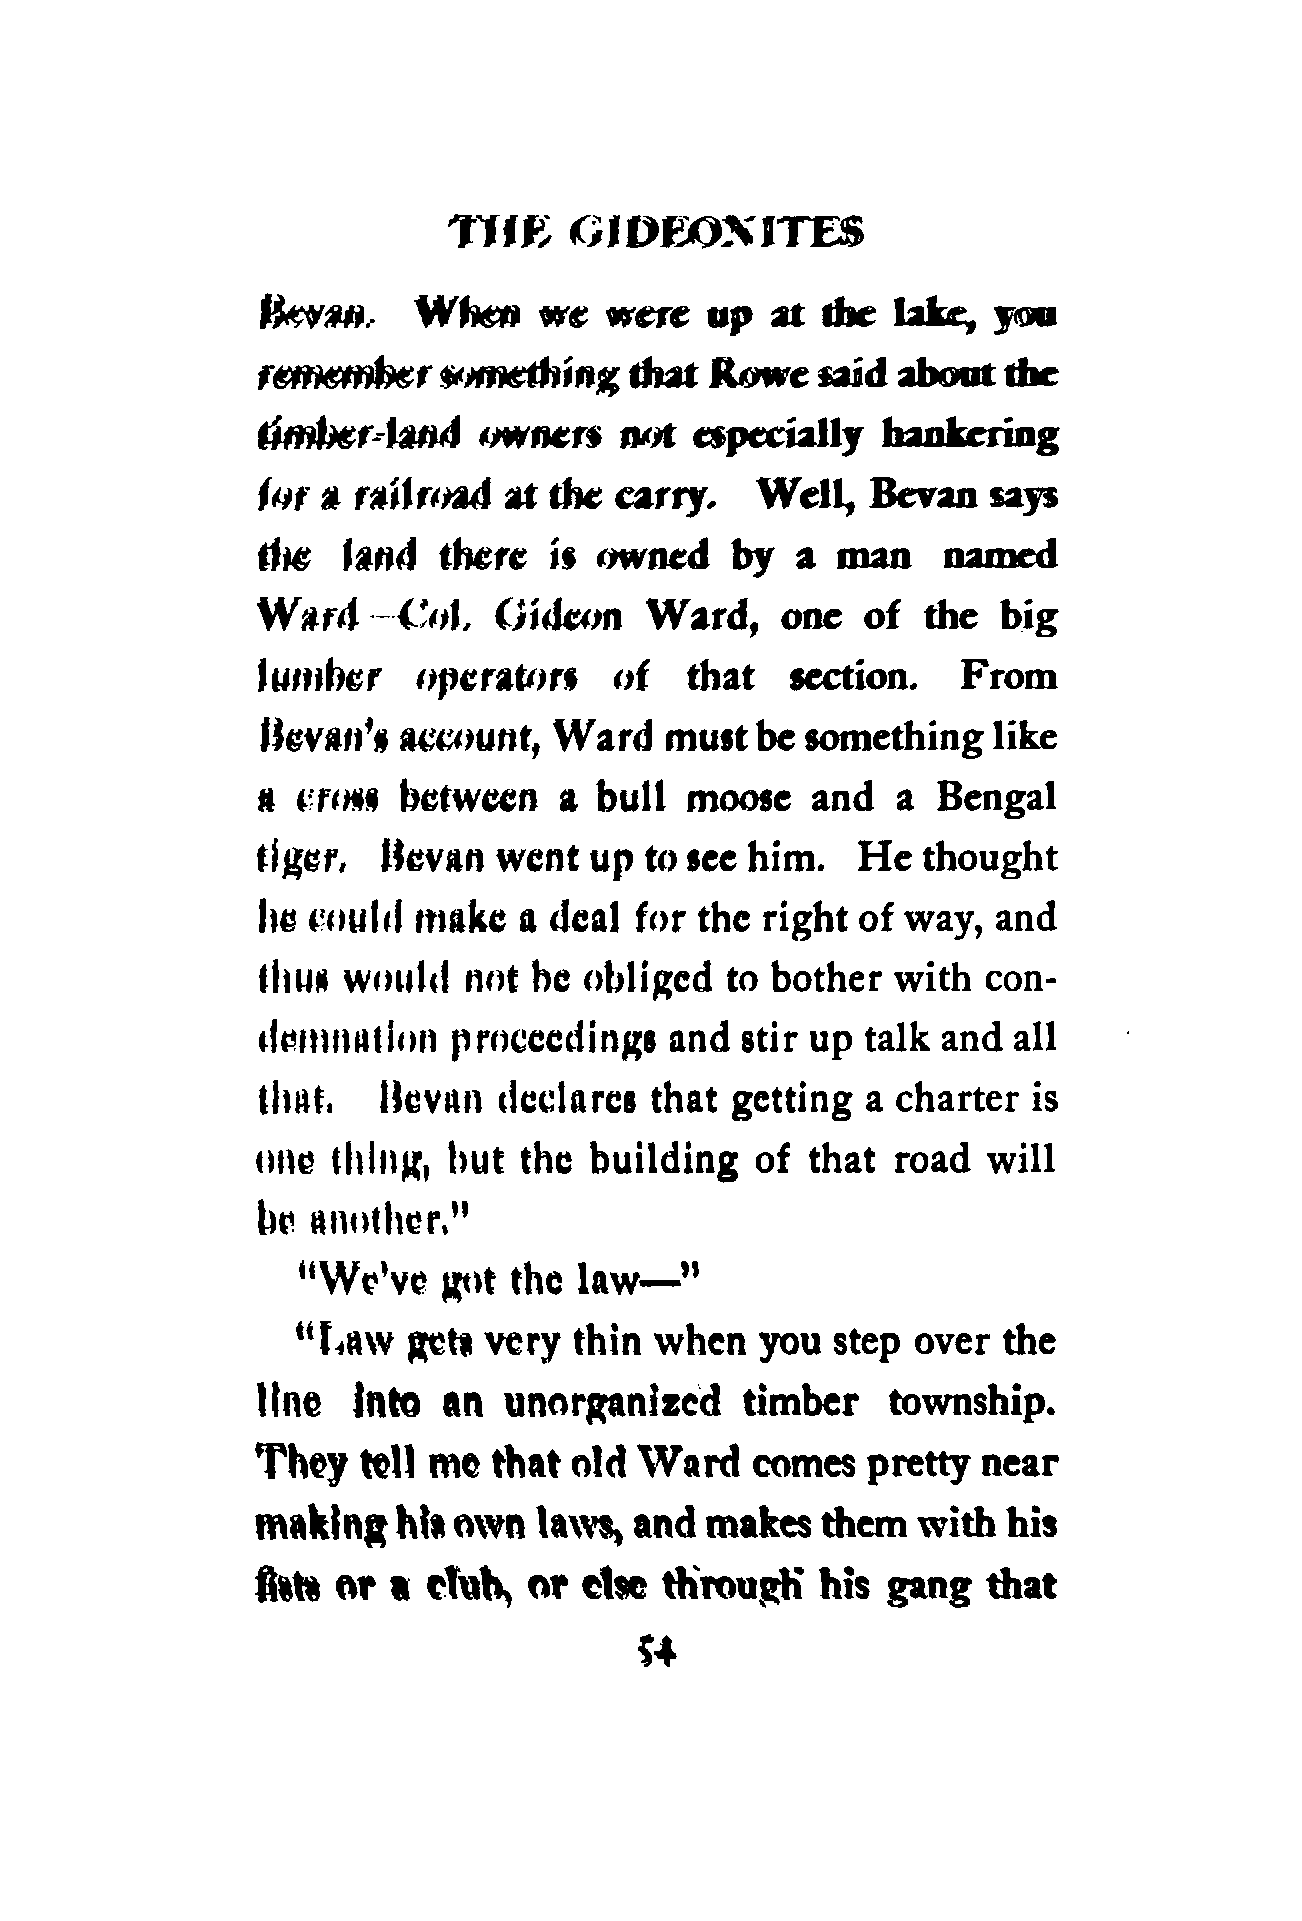 THE GIDEONITES
Bevan. When we were up at the lake, you
remember something that Rowe said about the
timber-land owners not especially hankering
for a railroad at the carry. Well, Bevan says
the land there is owned by a man named
Ward—Col. Gideon Ward, one of the big
lumber operators of that section. From
Bevan's account, Ward must be something like
a cross between a bull moose and a Bengal
tiger. Bevan went up to see him. He thought
he could make a deal for the right of way, and
thus would not be obliged to bother with con-
demnation proceedings and stir up talk and all
that. Bevan declares that getting a charter is
one thing, but the building of that road will
be another."
"We've got the law—"
"Law gets very thin when you step over the
line into an unorganized timber township.
They tell me that old Ward comes pretty near
making his own laws, and makes them with his
fists or a club, or else through his gang that
54